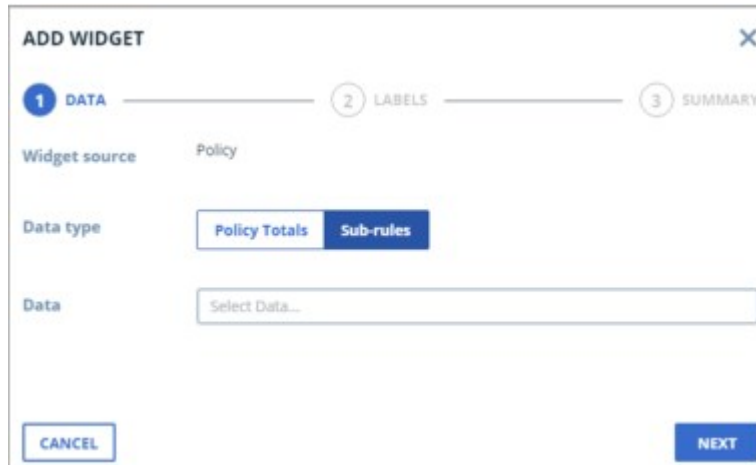 ADD WIDGET
1 DATA 2 LABELS 3 SUMMARY
Widget source Policy
Data type Policy Totals Sub-rules
Data Select Data...
CANCEL NEXT